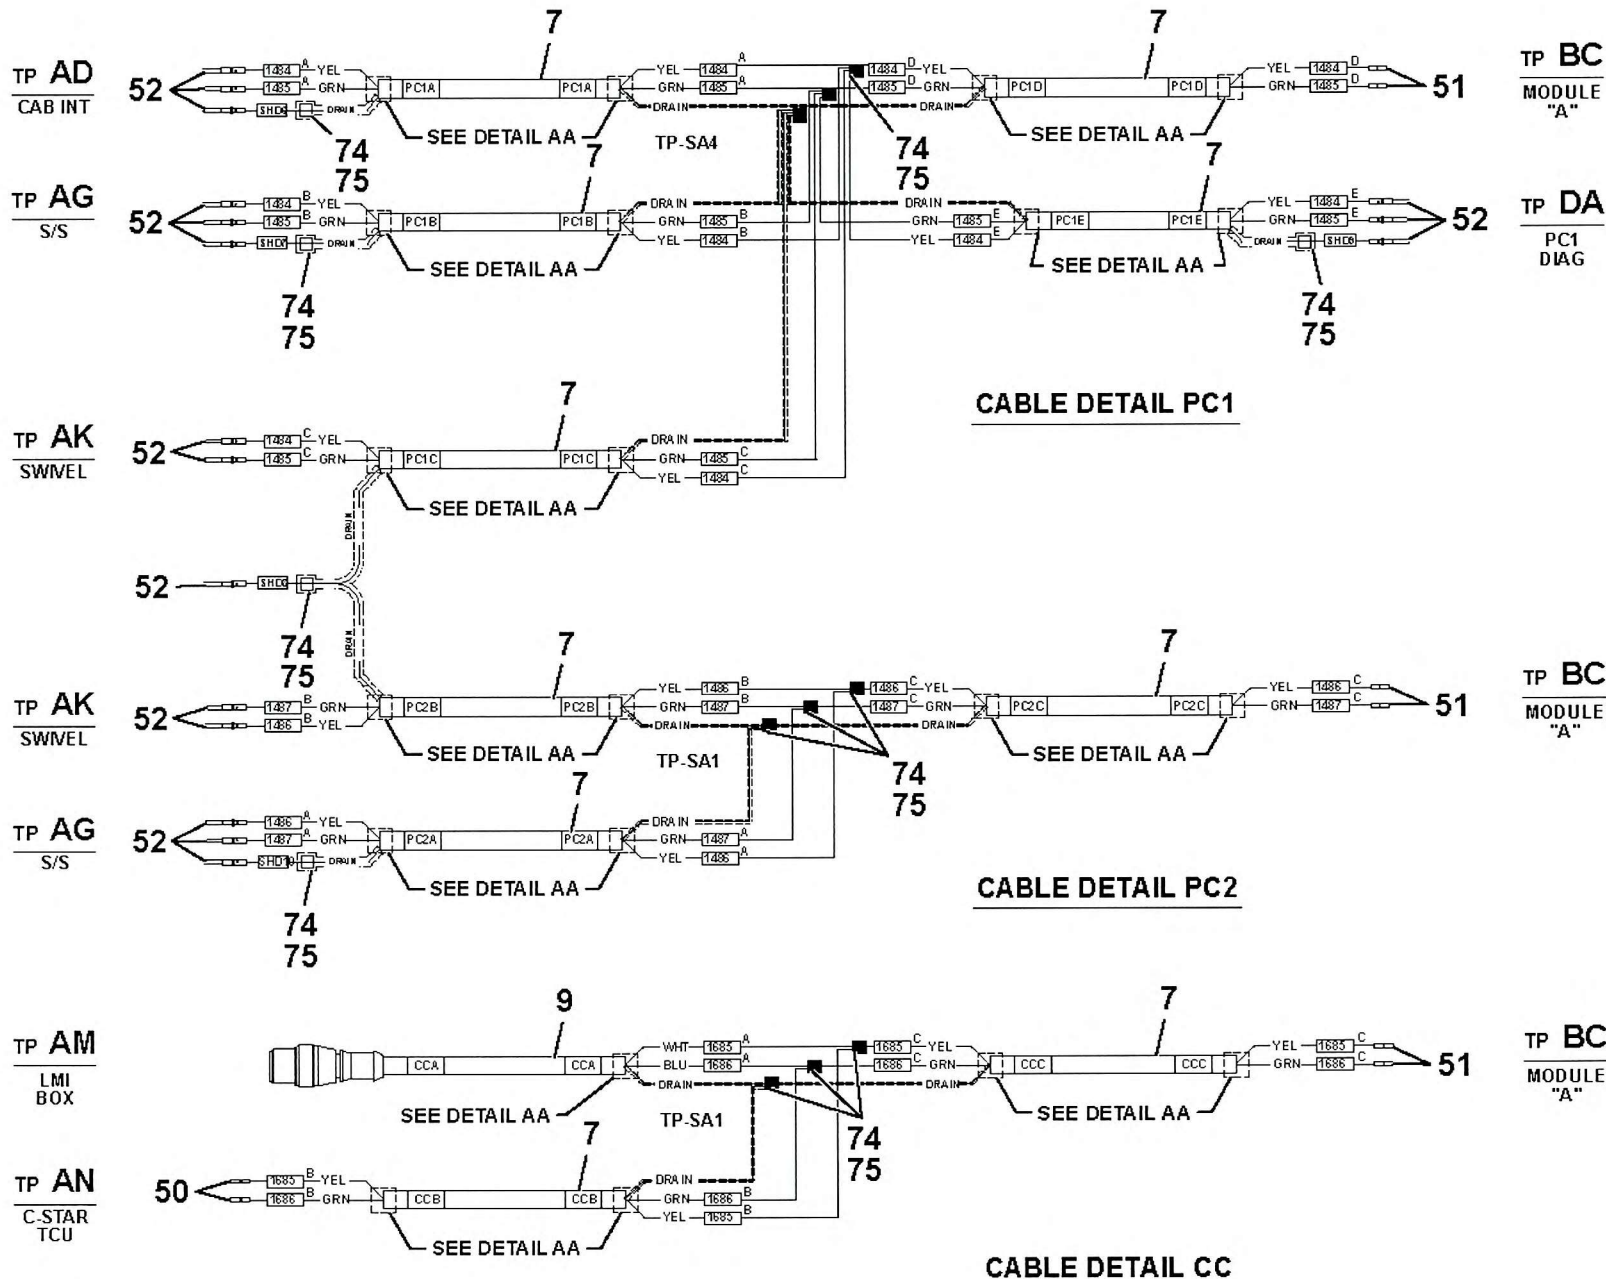 7
7
TP AD
CAB INT
52
1484 A YEL
1485 A GRN
SHD DRAIN
PC1A PC1A
YEL 1484 A
GRN 1485 A
DRAIN
1484 D YEL
1485 D GRN
DRAIN
PC1D PC1D
YEL 1484 D
GRN 1485 D
51
TP BC
MODULE
"A"
SEE DETAIL AA
TP-SA4
SEE DETAIL AA
74
75
7
74
75
7
TP AG
S/S
52
1484 B YEL
1485 B GRN
SHD DRAIN
PC1B PC1B
DRAIN
GRN 1485 B
YEL 1484 B
DRAIN
GRN 1485 E
YEL 1484 E
PC1E PC1E
YEL 1484 E
GRN 1485 E
DRAIN SHD
52
TP DA
PC1
DIAG
SEE DETAIL AA
SEE DETAIL AA
74
75
74
75
CABLE DETAIL PC1
7
TP AK
SWIVEL
52
1484 C YEL
1485 C GRN
PC1C PC1C
DRAIN
GRN 1485 C
YEL 1484 C
SEE DETAIL AA
DRAIN
52
SHD
74
75
DRAIN
7
7
TP AK
SWIVEL
52
1487 B GRN
1486 B YEL
PC2B PC2B
YEL 1486 B
GRN 1487 B
DRAIN
1486 C YEL
1487 C GRN
DRAIN
PC2C PC2C
YEL 1486 C
GRN 1487 C
51
TP BC
MODULE
"A"
SEE DETAIL AA
TP-SA1
SEE DETAIL AA
74
75
7
TP AG
S/S
52
1486 A YEL
1487 A GRN
SHD10 DRAIN
PC2A PC2A
DRAIN
GRN 1487 A
YEL 1486 A
SEE DETAIL AA
74
75
CABLE DETAIL PC2
9
7
TP AM
LMI
BOX
CCA CCA
WHT 1685 A
BLU 1686 A
DRAIN
1685 C YEL
1686 C GRN
DRAIN
CCC CCC
YEL 1685 C
GRN 1686 C
51
TP BC
MODULE
"A"
SEE DETAIL AA
TP-SA1
SEE DETAIL AA
74
75
7
TP AN
C-STAR
TCU
50
1685 B YEL
1686 B GRN
CCB CCB
DRAIN
GRN 1686 B
YEL 1685 B
SEE DETAIL AA
CABLE DETAIL CC